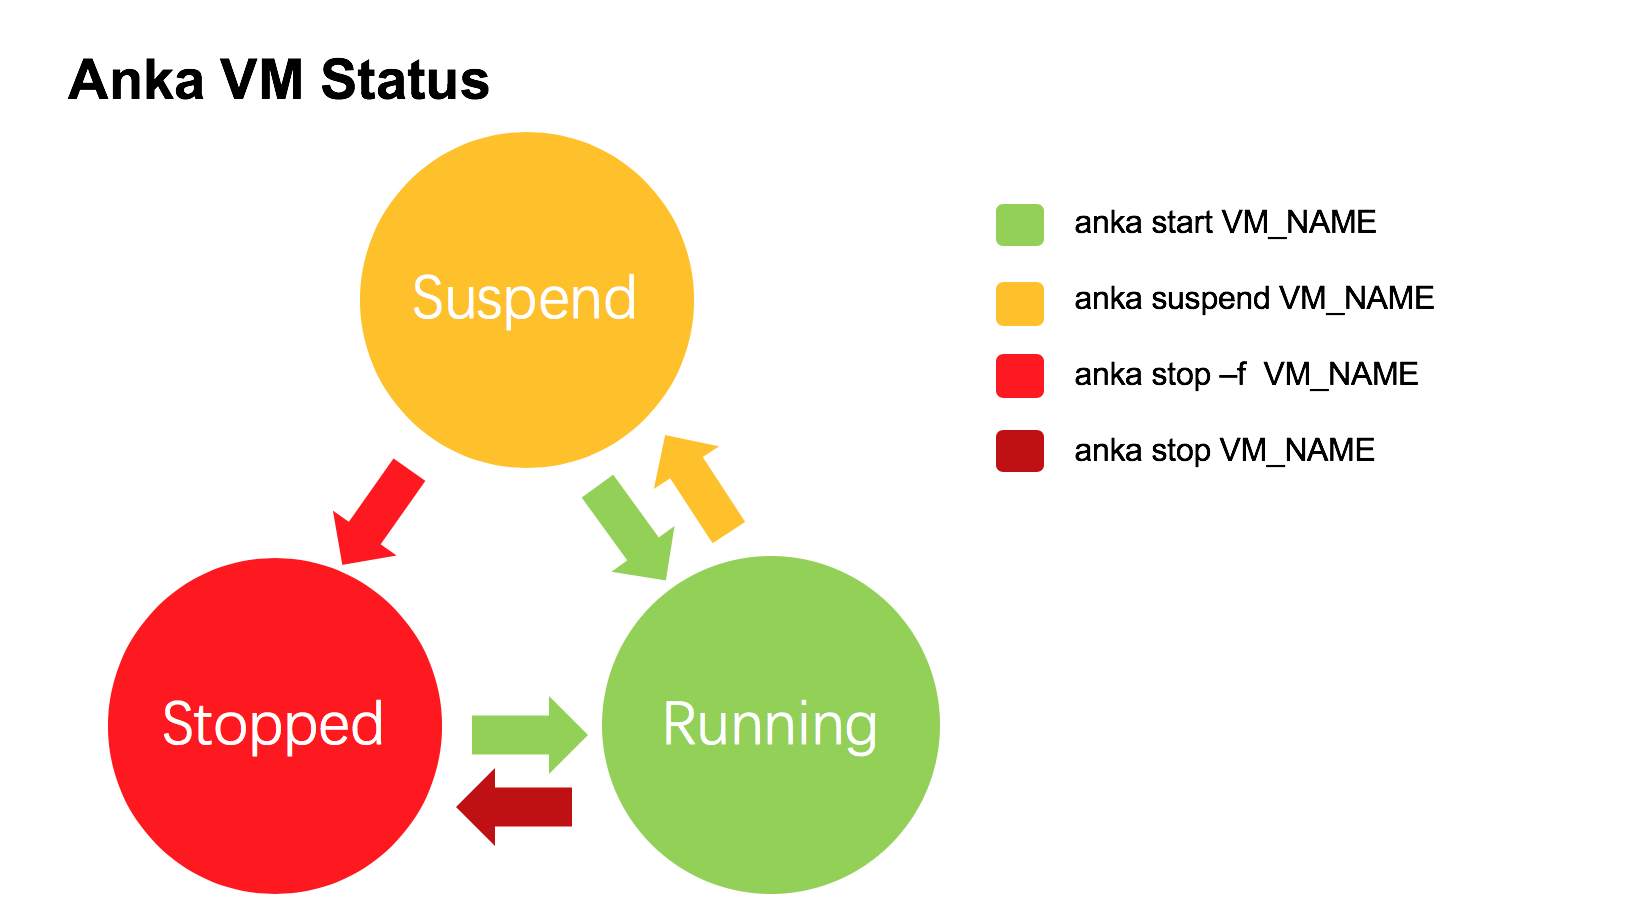 Anka VM Status
Suspend
Stopped
Running
anka start VM_NAME
anka suspend VM_NAME
anka stop –f  VM_NAME
anka stop VM_NAME